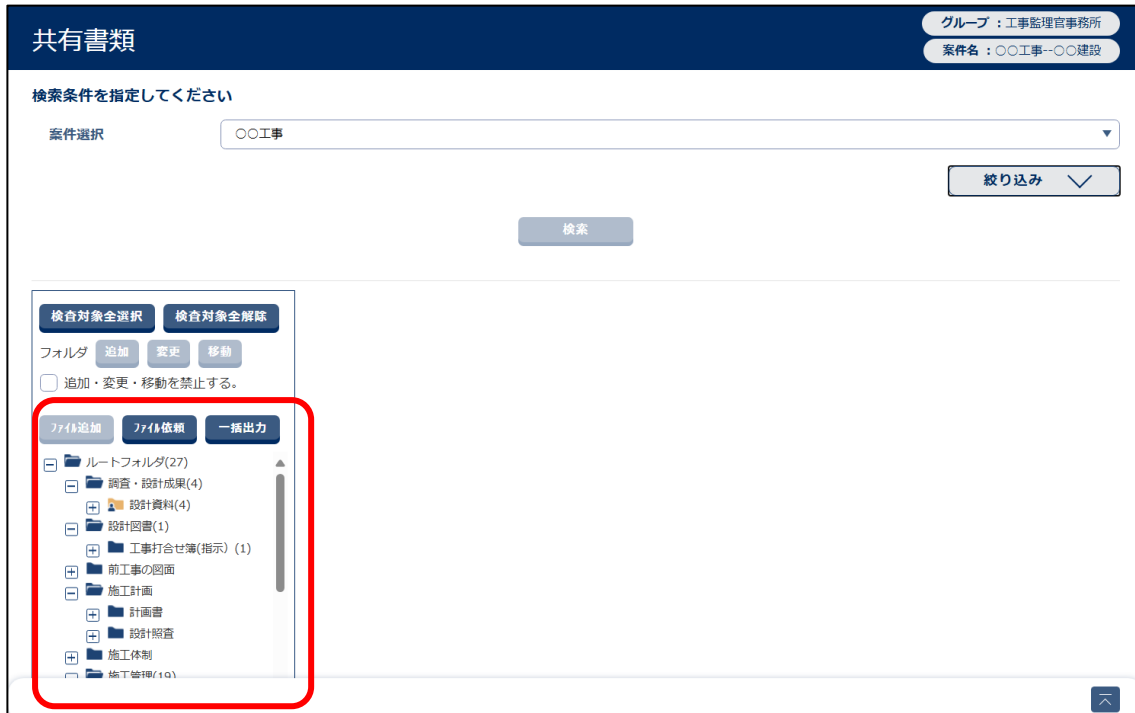 共有書類
グループ ：工事監理官事務所
案件名 ：○○工事--○○建設
検索条件を指定してください
案件選択
○○工事
絞り込み
検索
検査対象全選択 検査対象全解除
フォルダ 追加 変更 移動
追加・変更・移動を禁止する。
ﾌｧｲﾙ追加 ﾌｧｲﾙ依頼 一括出力
ルートフォルダ(27)
調査・設計成果(4)
設計資料(4)
設計図書(1)
工事打合せ簿(指示）(1)
前工事の図面
施工計画
計画書
設計照査
施工体制
施工管理(19)